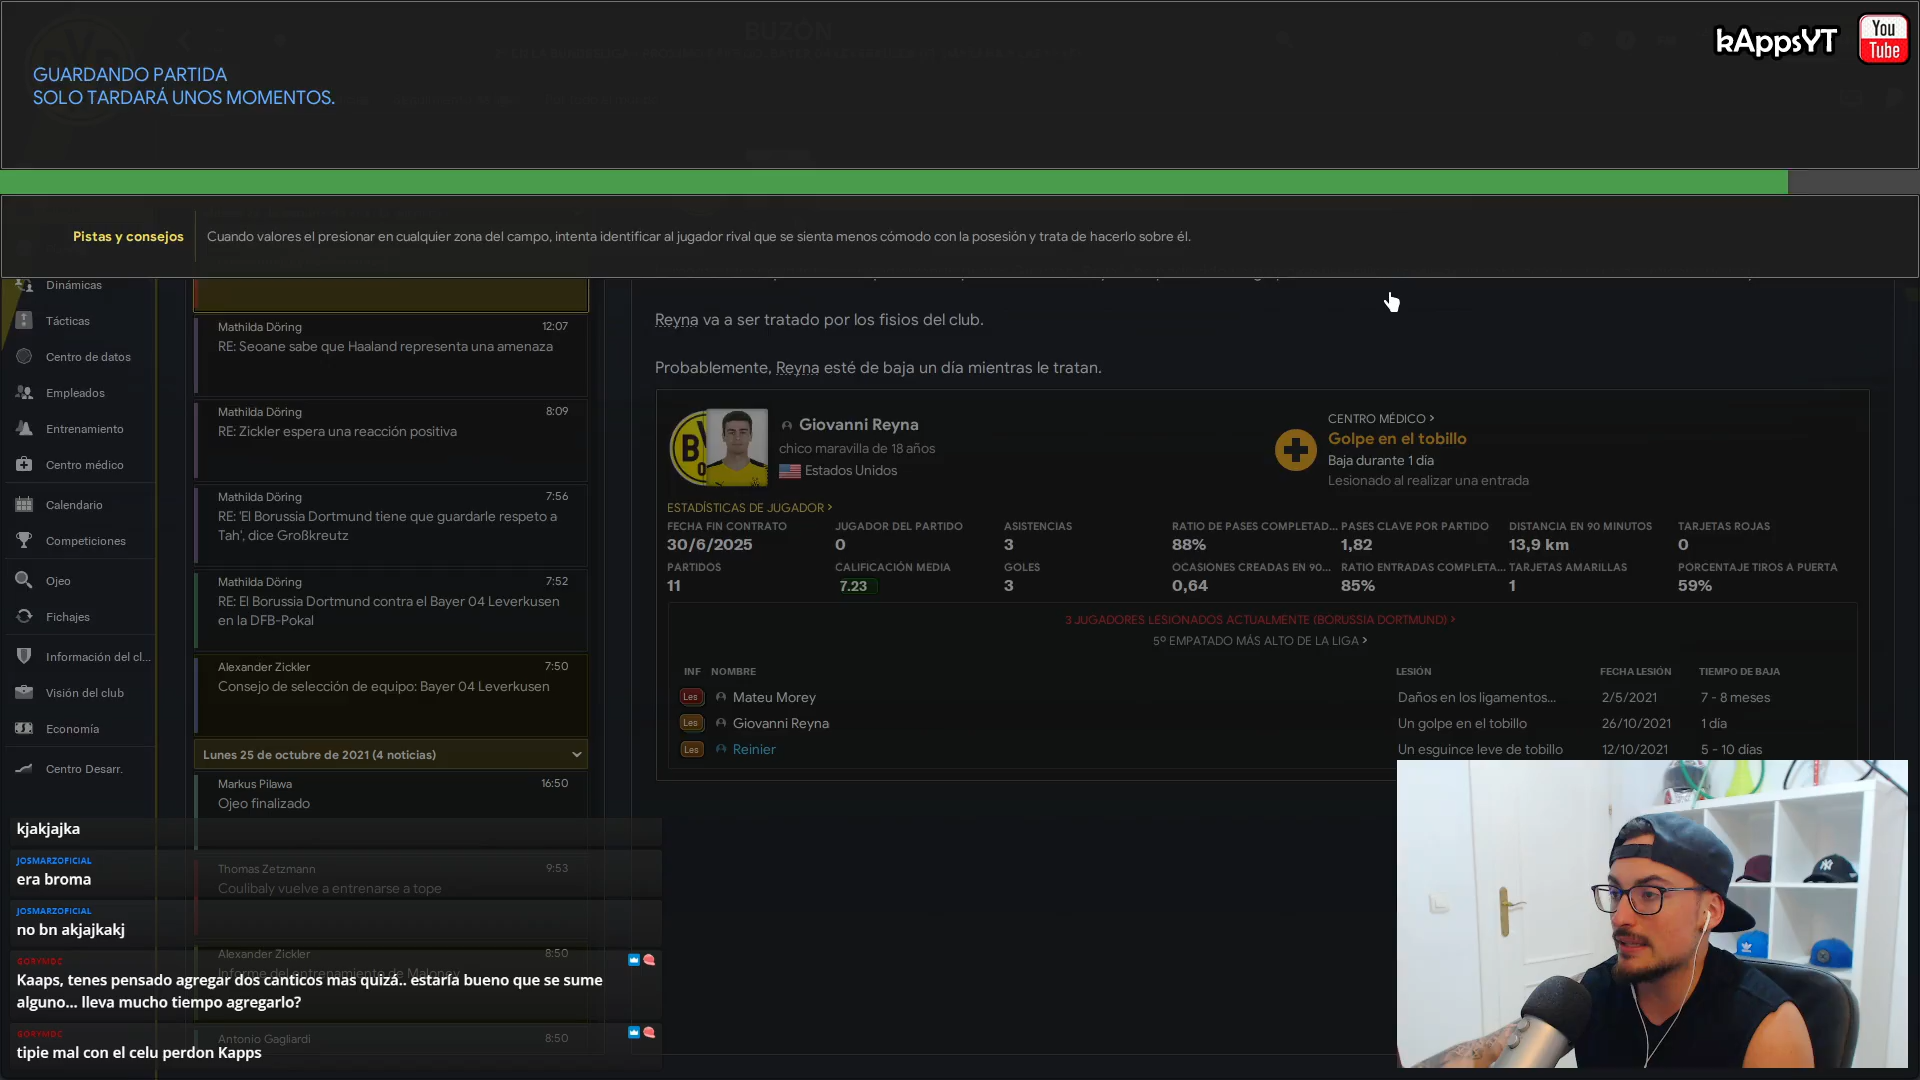 BUZÓN
kAppsYT
You
Tube
GUARDANDO PARTIDA
SOLO TARDARÁ UNOS MOMENTOS.
Pistas y consejos
Cuando valores el presionar en cualquier zona del campo, intenta identificar al jugador rival que se sienta menos cómodo con la posesión y trata de hacerlo sobre él.
Dinámicas
Tácticas
Centro de datos
Empleados
Entrenamiento
Centro médico
Calendario
Competiciones
Ojeo
Fichajes
Información del cl...
Visión del club
Economía
Centro Desarr.
Mathilda Döring 12:07
RE: Seoane sabe que Haaland representa una amenaza
Mathilda Döring 8:09
RE: Zickler espera una reacción positiva
Mathilda Döring 7:56
RE: 'El Borussia Dortmund tiene que guardarle respeto a
Tah', dice Großkreutz
Mathilda Döring 7:52
RE: El Borussia Dortmund contra el Bayer 04 Leverkusen
en la DFB-Pokal
Alexander Zickler 7:50
Consejo de selección de equipo: Bayer 04 Leverkusen
Lunes 25 de octubre de 2021 (4 noticias)
Markus Pilawa 16:50
Ojeo finalizado
Thomas Zetzmann 9:53
Coulibaly vuelve a entrenarse a tope
Alexander Zickler 8:50
Informe del entrenamiento de Maloney
Antonio Gagliardi 8:50
Reyna va a ser tratado por los fisios del club.
Probablemente, Reyna esté de baja un día mientras le tratan.
Giovanni Reyna
chico maravilla de 18 años
Estados Unidos
CENTRO MÉDICO >
Golpe en el tobillo
Baja durante 1 día
Lesionado al realizar una entrada
ESTADÍSTICAS DE JUGADOR >
FECHA FIN CONTRATO JUGADOR DEL PARTIDO ASISTENCIAS RATIO DE PASES COMPLETAD... PASES CLAVE POR PARTIDO DISTANCIA EN 90 MINUTOS TARJETAS ROJAS
30/6/2025 0 3 88% 1,82 13,9 km 0
PARTIDOS CALIFICACIÓN MEDIA GOLES OCASIONES CREADAS EN 90... RATIO ENTRADAS COMPLETA... TARJETAS AMARILLAS PORCENTAJE TIROS A PUERTA
11 7.23 3 0,64 85% 1 59%
3 JUGADORES LESIONADOS ACTUALMENTE (BORUSSIA DORTMUND) >
5º EMPATADO MÁS ALTO DE LA LIGA >
INF NOMBRE LESIÓN FECHA LESIÓN TIEMPO DE BAJA
Les Mateu Morey Daños en los ligamentos... 2/5/2021 7 - 8 meses
Les Giovanni Reyna Un golpe en el tobillo 26/10/2021 1 día
Les Reinier Un esguince leve de tobillo 12/10/2021 5 - 10 días
kjakjajka
JOSMARZOFICIAL
era broma
JOSMARZOFICIAL
no bn akjajkakj
GORYMDC
Kaaps, tenes pensado agregar dos canticos mas quizá.. estaría bueno que se sume
alguno... lleva mucho tiempo agregarlo?
GORYMDC
tipie mal con el celu perdon Kapps